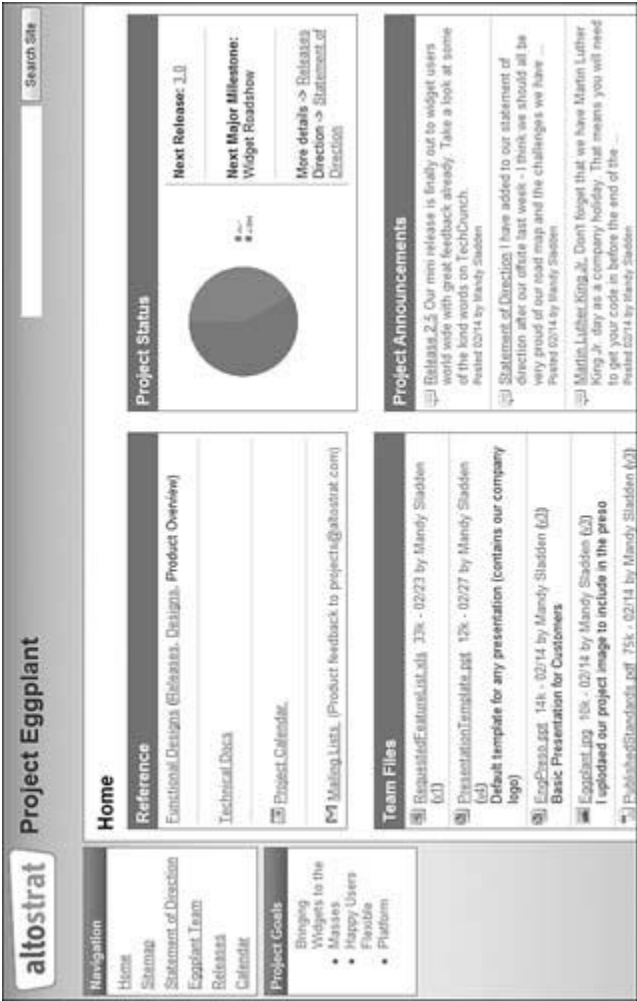 altostrat
Project Eggplant
Search Site
Navigation
Home
Sitemap
Statement of Direction
Eggplant Team
Releases
Calendar
Project Goals
Bringing
Widgets to the
• Masses
• Happy Users
Flexible
• Platform
Home
Reference
Functional Designs (Releases, Designs, Product Overview)
Technical Docs
Project Calendar
Mailing Lists (Product feedback to projects@altostrat.com)
Project Status
Next Release: 3.0
Next Major Milestone:
Widget Roadshow
More details -> Releases
Direction -> Statement of
Direction
Team Files
RequestedFeatureList.xls 33k - 02/23 by Mandy Sladden
(v1)
PresentationTemplate.ppt 12k - 02/27 by Mandy Sladden
(v4)
Default template for any presentation (contains our company
logo)
EngPreso.ppt 14k - 02/14 by Mandy Sladden (v2)
Basic Presentation for Customers
Eggplant.jpg 10k - 02/14 by Mandy Sladden (v2)
I uplodaed our project image to include in the preso
PublishedStandards.pdf 75k - 02/14 by Mandy Sladden (v2)
Project Announcements
Release 2.5 Our mini release is finally out to widget users
world wide with great feedback already. Take a look at some
of the kind words on TechCrunch.
Posted 02/14 by Mandy Sladden
Statement of Direction I have added to our statement of
direction after our offsite last week - I think we should all be
very proud of our road map and the challenges we have ...
Posted 02/14 by Mandy Sladden
Martin Luther King Jr. Don't forget that we have Martin Luther
King Jr. day as a company holiday. That means you will need
to get your code in before the end of the ...
Posted 02/14 by Mandy Sladden